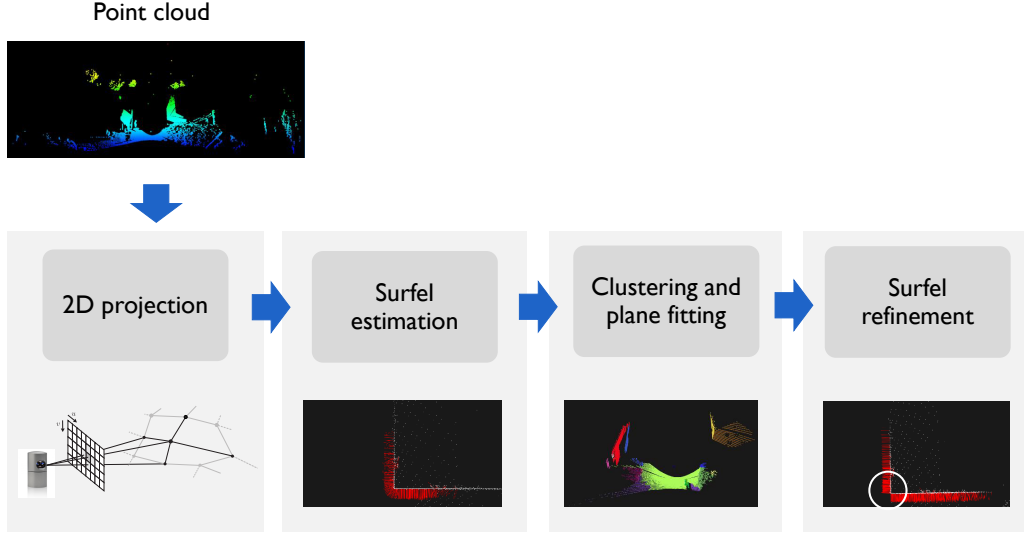 Point cloud
2D projection
Surfel
estimation
Clustering and
plane fitting
Surfel
refinement
u
v